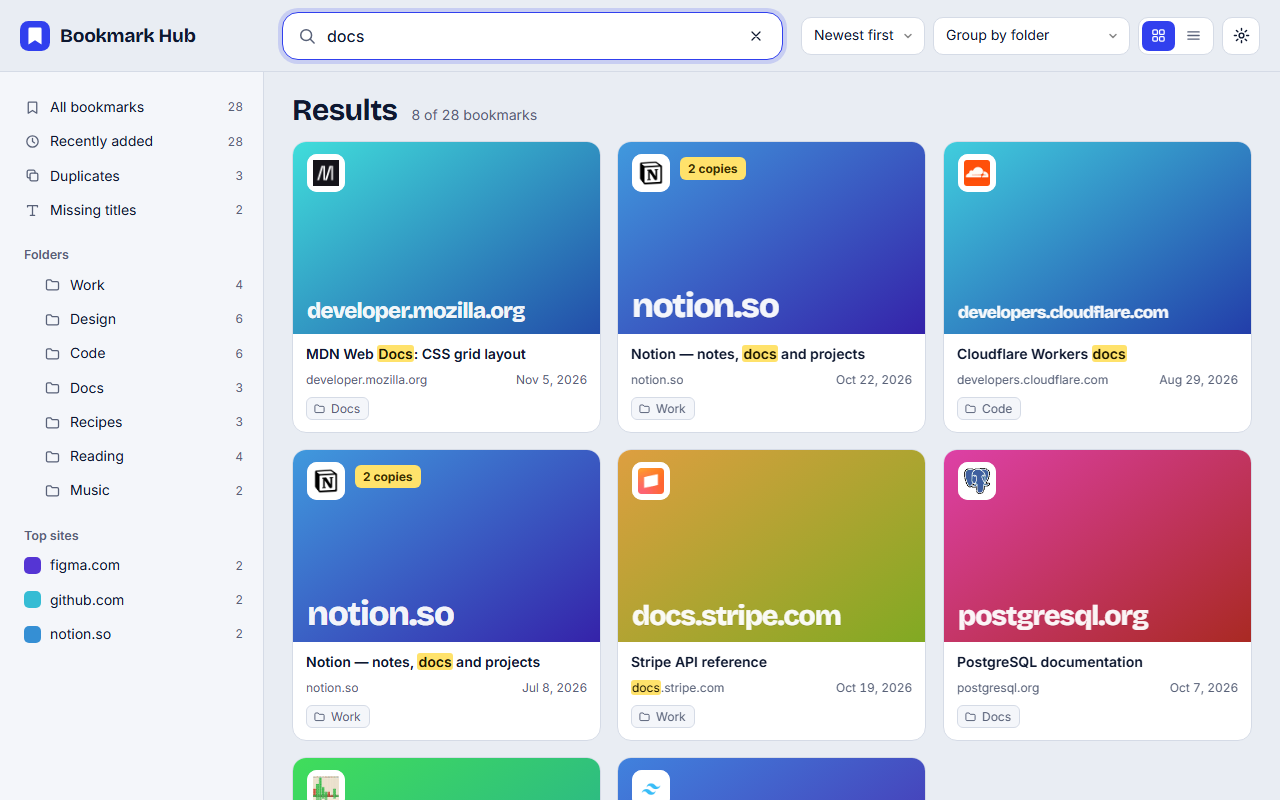 Bookmark Hub
docs
Newest first
Group by folder
All bookmarks 28
Recently added 28
Duplicates 3
Missing titles 2
Folders
Work 4
Design 6
Code 6
Docs 3
Recipes 3
Reading 4
Music 2
Top sites
figma.com 2
github.com 2
notion.so 2
Results 8 of 28 bookmarks
developer.mozilla.org
MDN Web Docs: CSS grid layout
developer.mozilla.org Nov 5, 2026
Docs
2 copies
notion.so
Notion — notes, docs and projects
notion.so Oct 22, 2026
Work
developers.cloudflare.com
Cloudflare Workers docs
developers.cloudflare.com Aug 29, 2026
Code
2 copies
notion.so
Notion — notes, docs and projects
notion.so Jul 8, 2026
Work
docs.stripe.com
Stripe API reference
docs.stripe.com Oct 19, 2026
Work
postgresql.org
PostgreSQL documentation
postgresql.org Oct 7, 2026
Docs